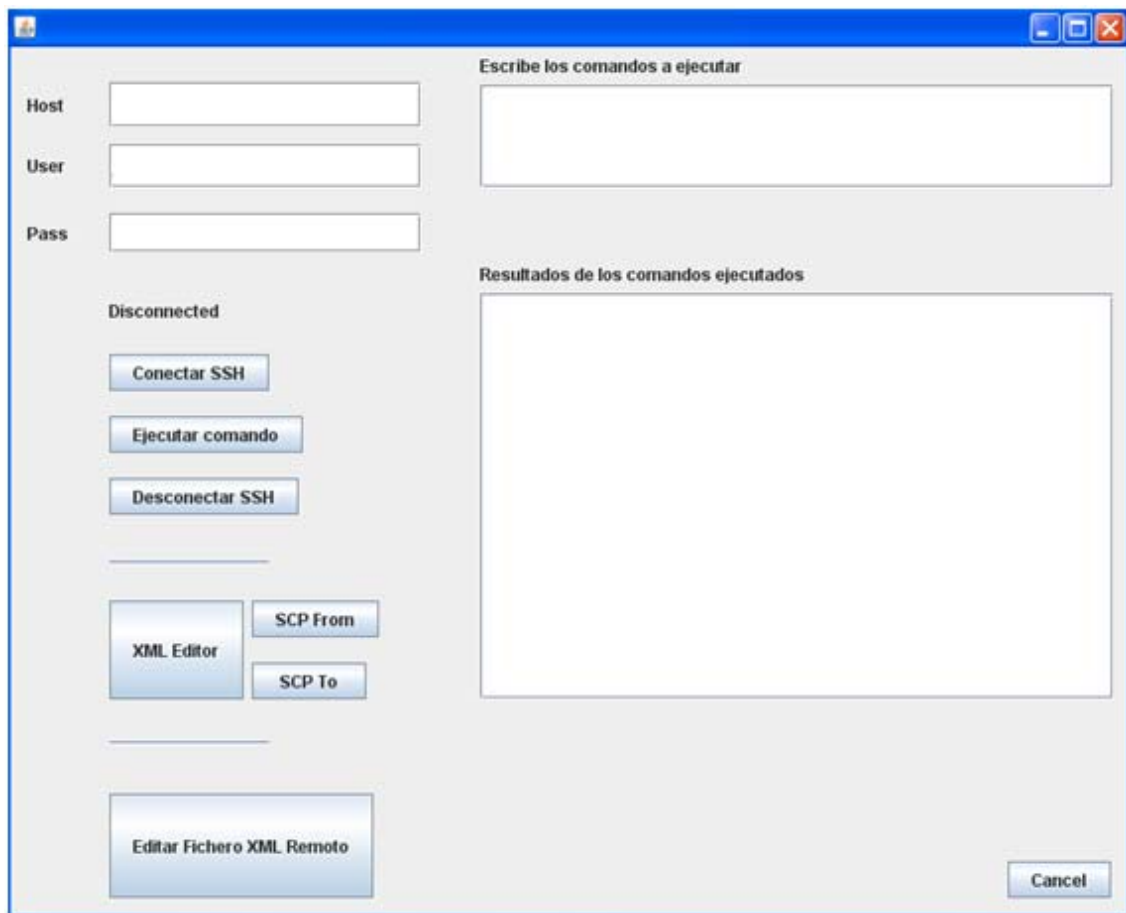 Host
User
Pass
Disconnected
Conectar SSH
Ejecutar comando
Desconectar SSH
XML Editor
SCP From
SCP To
Editar Fichero XML Remoto
Escribe los comandos a ejecutar
Resultados de los comandos ejecutados
Cancel